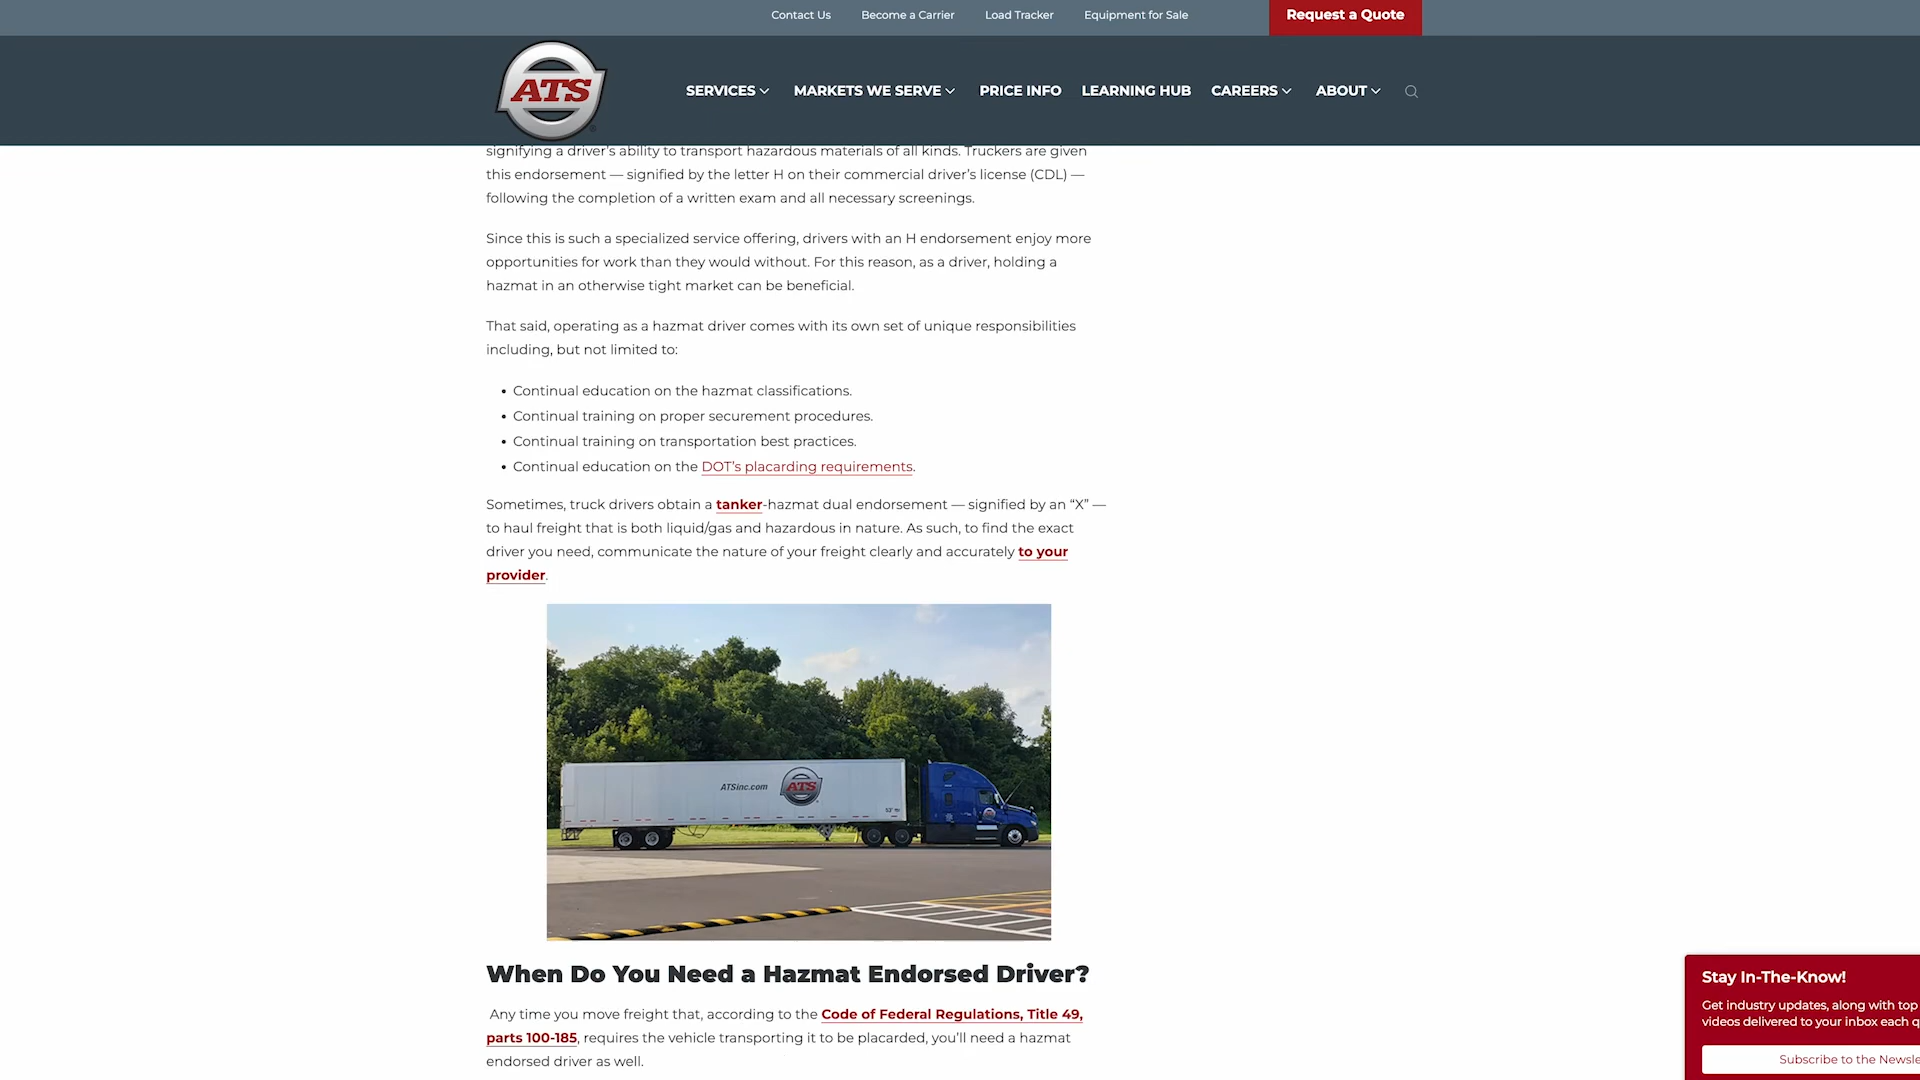 Contact Us Become a Carrier Load Tracker Equipment for Sale Request a Quote
ATS SERVICES MARKETS WE SERVE PRICE INFO LEARNING HUB CAREERS ABOUT
signifying a driver's ability to transport hazardous materials of all kinds. Truckers are given
this endorsement — signified by the letter H on their commercial driver's license (CDL) —
following the completion of a written exam and all necessary screenings.
Since this is such a specialized service offering, drivers with an H endorsement enjoy more
opportunities for work than they would without. For this reason, as a driver, holding a
hazmat in an otherwise tight market can be beneficial.
That said, operating as a hazmat driver comes with its own set of unique responsibilities
including, but not limited to:
• Continual education on the hazmat classifications.
• Continual training on proper securement procedures.
• Continual training on transportation best practices.
• Continual education on the DOT's placarding requirements.
Sometimes, truck drivers obtain a tanker-hazmat dual endorsement — signified by an “X” —
to haul freight that is both liquid/gas and hazardous in nature. As such, to find the exact
driver you need, communicate the nature of your freight clearly and accurately to your
provider.
ATSinc.com ATS
53'
When Do You Need a Hazmat Endorsed Driver?
Any time you move freight that, according to the Code of Federal Regulations, Title 49,
parts 100-185, requires the vehicle transporting it to be placarded, you'll need a hazmat
endorsed driver as well.
Stay In-The-Know!
Get industry updates, along with top
videos delivered to your inbox each q
Subscribe to the Newsle